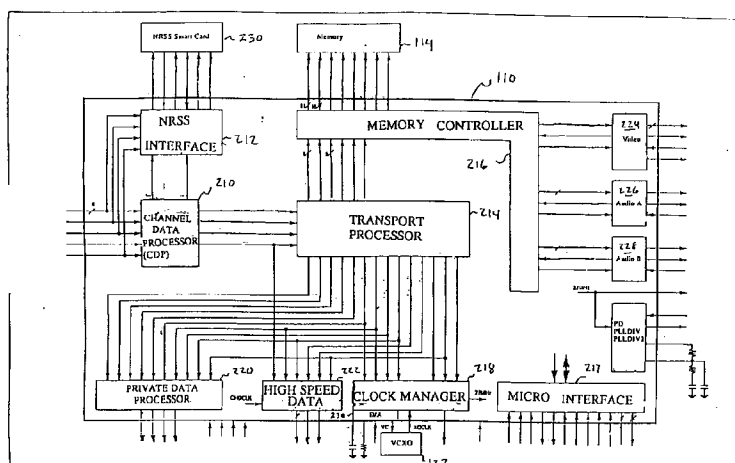 NRSS Smart Card
230
Memory
114
110
NRSS
INTERFACE
212
MEMORY CONTROLLER
216
224
Video
210
CHANNEL
DATA
PROCESSOR
(CDP)
TRANSPORT
PROCESSOR
214
226
Audio A
228
Audio B
PD
PLLDIV
PLLDIV2
220
PRIVATE DATA
PROCESSOR
222
HIGH SPEED
DATA
218
CLOCK MANAGER
27MHz
217
MICRO INTERFACE
VCXO